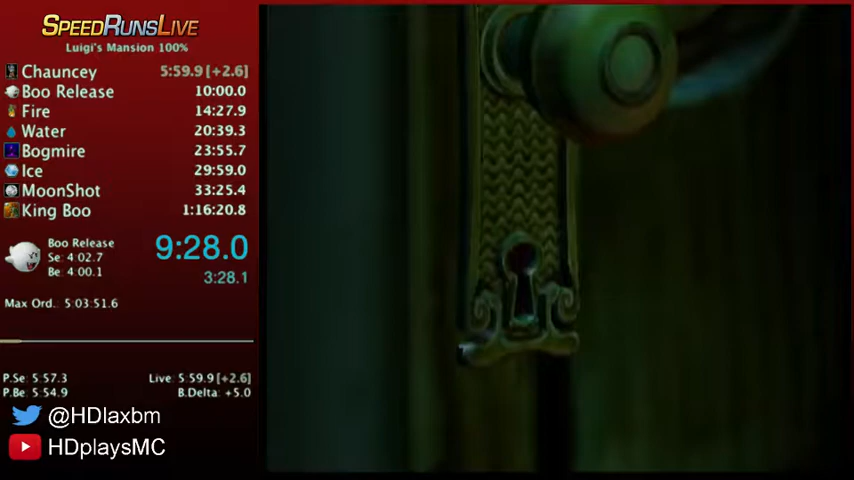 SPEEDRUNSLIVE
Luigi's Mansion 100%
Chauncey 5:59.9 [+2.6]
Boo Release 10:00.0
Fire 14:27.9
Water 20:39.3
Bogmire 23:55.7
Ice 29:59.0
MoonShot 33:25.4
King Boo 1:16:20.8
Boo Release 9:28.0
Se: 4 02.7
Be: 4 00.1 3:28.1
Max Ord.: 5:03:51.6
P.Se: 5:57.3 Live: 5:59.9 [+2.6]
P.Be: 5:54.9 B.Delta: +5.0
@HDlaxbm
HDplaysMC